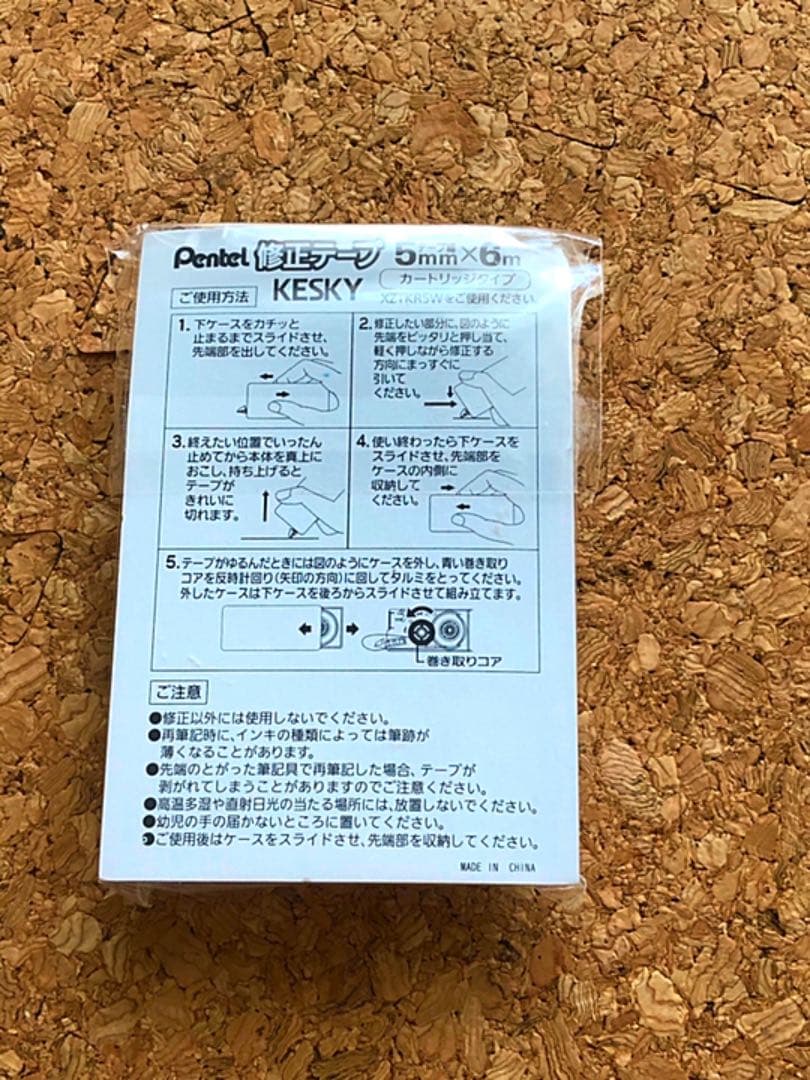 Pentel 修正テープ テープ幅 5mm×6m
ご使用方法 KESKY カートリッジタイプ
をご使用ください
1. 下ケースをカチッと
止まるまでスライドさせ、
先端部を出してください。
2. 修正したい部分に、図のように
先端をピッタリと押し当て、
軽く押しながら修正する
方向にまっすぐに
引いて
ください。
3. 終えたい位置でいったん
止めてから本体を真上に
おこし、持ち上げると
テープが
きれいに
切れます。
4. 使い終わったら下ケースを
スライドさせ、先端部を
ケースの内側に
収納して
ください。
5. テープがゆるんだときには図のようにケースを外し、青い巻き取り
コアを反時計回り(矢印の方向)に回してタルミをとってください。
外したケースは下ケースを後ろからスライドさせて組み立てます。
巻き取りコア
ご注意
●修正以外には使用しないでください。
●再筆記時に、インキの種類によっては筆跡が
薄くなることがあります。
●先端のとがった筆記具で再筆記した場合、テープが
剥がれてしまうことがありますのでご注意ください。
●高温多湿や直射日光の当たる場所には、放置しないでください。
●幼児の手の届かないところに置いてください。
●ご使用後はケースをスライドさせ、先端部を収納してください。
MADE IN CHINA